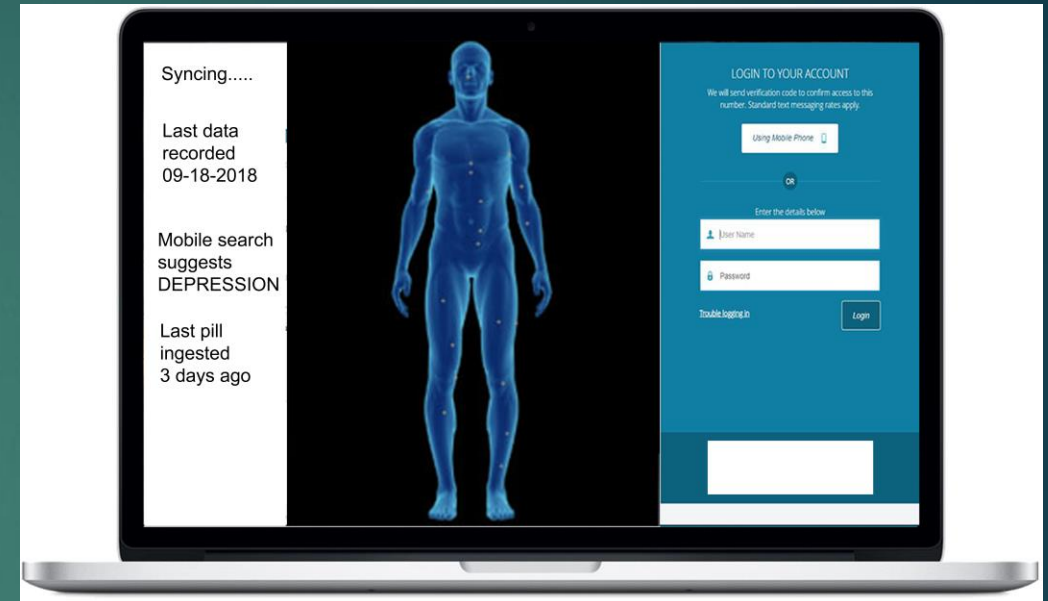 Syncing.....
Last data
recorded
09-18-2018
Mobile search
suggests
DEPRESSION
Last pill
ingested
3 days ago
LOGIN TO YOUR ACCOUNT
We will send verification code to confirm access to this
number. Standard text messaging rates apply.
Using Mobile Phone
OR
Enter the details below
User Name
Password
Trouble logging in
Login